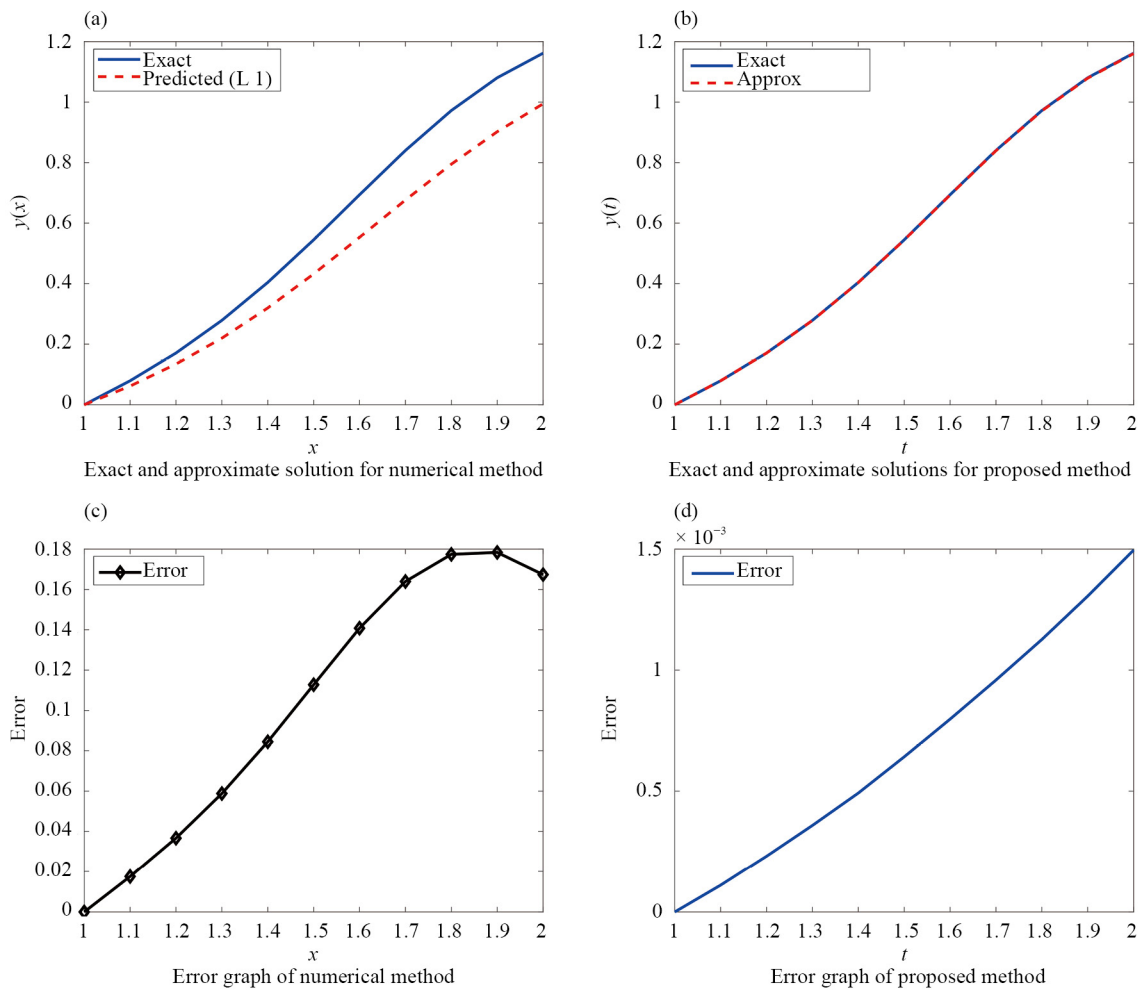 (a)
1.2
1
0.8
0.6
0.4
0.2
0
y(x)
Exact
Predicted (L 1)
1 1.1 1.2 1.3 1.4 1.5 1.6 1.7 1.8 1.9 2
x
Exact and approximate solution for numerical method
(b)
1.2
1
0.8
0.6
0.4
0.2
0
y(t)
Exact
Approx
1 1.1 1.2 1.3 1.4 1.5 1.6 1.7 1.8 1.9 2
t
Exact and approximate solutions for proposed method
(c)
0.18
0.16
0.14
0.12
0.1
0.08
0.06
0.04
0.02
0
Error
Error
1 1.1 1.2 1.3 1.4 1.5 1.6 1.7 1.8 1.9 2
x
Error graph of numerical method
(d)
× 10⁻³
1.5
1
0.5
0
Error
Error
1 1.1 1.2 1.3 1.4 1.5 1.6 1.7 1.8 1.9 2
t
Error graph of proposed method